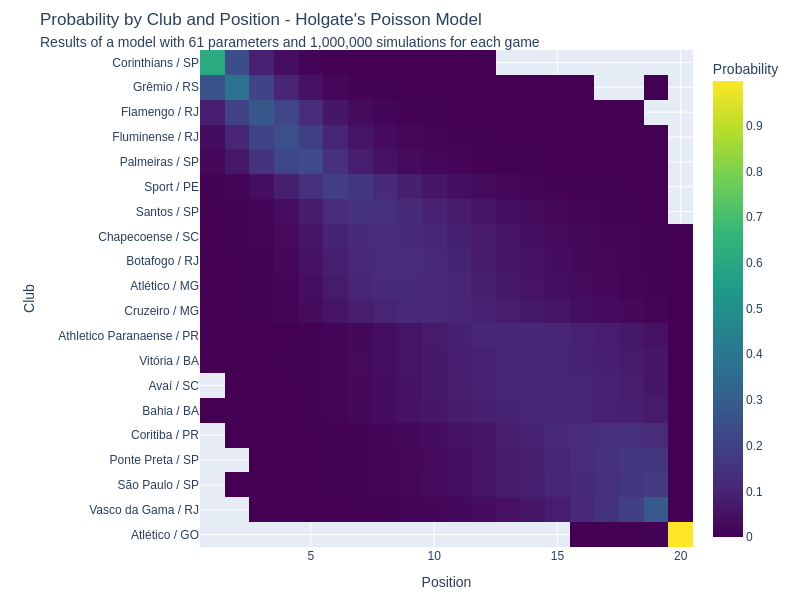 Probability by Club and Position - Holgate's Poisson Model
Results of a model with 61 parameters and 1,000,000 simulations for each game
Probability
Club
Corinthians / SP
Grêmio / RS
Flamengo / RJ
Fluminense / RJ
Palmeiras / SP
Sport / PE
Santos / SP
Chapecoense / SC
Botafogo / RJ
Atlético / MG
Cruzeiro / MG
Athletico Paranaense / PR
Vitória / BA
Avaí / SC
Bahia / BA
Coritiba / PR
Ponte Preta / SP
São Paulo / SP
Vasco da Gama / RJ
Atlético / GO
0.9
0.8
0.7
0.6
0.5
0.4
0.3
0.2
0.1
0
5
10
15
20
Position